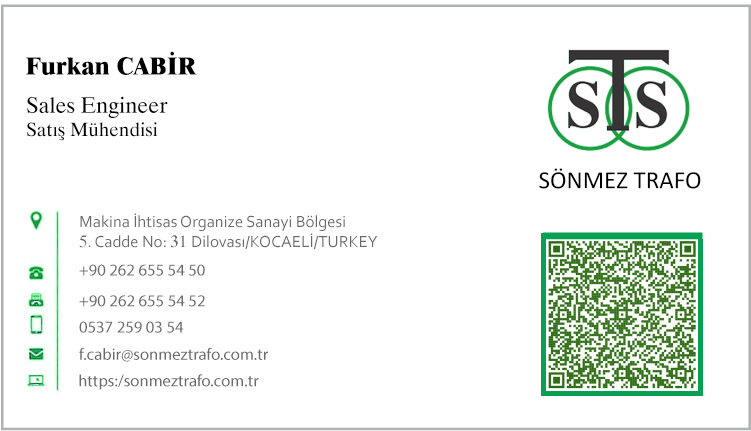 Furkan CABİR
Sales Engineer
Satış Mühendisi
STS
SÖNMEZ TRAFO
Makina İhtisas Organize Sanayi Bölgesi
5. Cadde No: 31 Dilovası/KOCAELİ/TURKEY
+90 262 655 54 50
+90 262 655 54 52
0537 259 03 54
f.cabir@sonmeztrafo.com.tr
https:/sonmeztrafo.com.tr